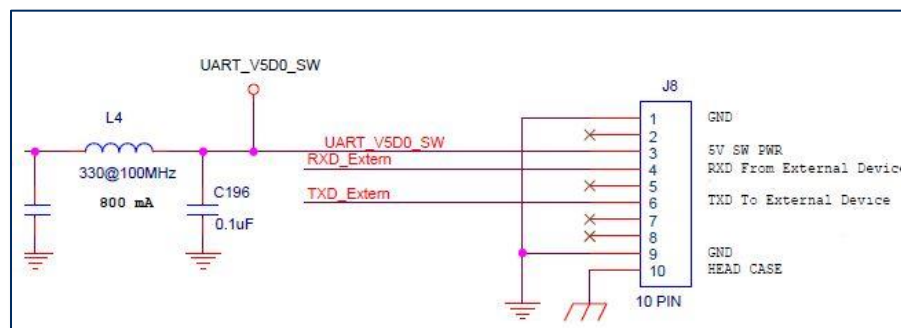 UART_V5D0_SW
L4
330@100MHz
800 mA
C196
0.1uF
UART_V5D0_SW
RXD_Extern
TXD_Extern
J8
1 GND
2
3 5V SW PWR
4 RXD From External Device
5
6 TXD To External Device
7
8
9 GND
10 HEAD CASE
10 PIN